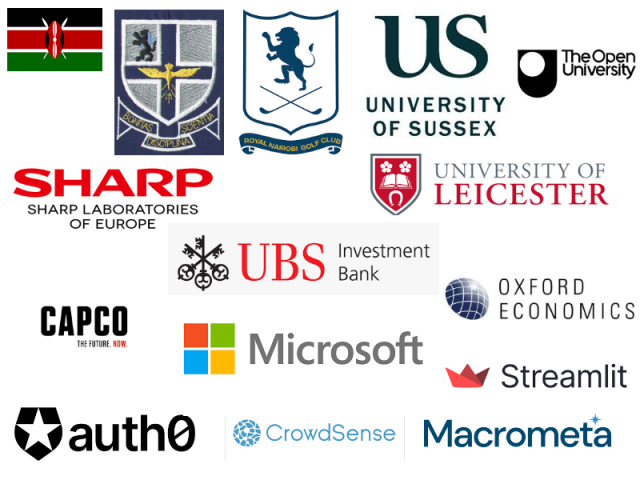 US
UNIVERSITY
OF SUSSEX
The Open
University
BONITAS
DISCIPLINA
SCIENTIA
ROYAL NAIROBI GOLF CLUB
SHARP
SHARP LABORATORIES
OF EUROPE
UNIVERSITY OF
LEICESTER
UBS Investment
Bank
OXFORD
ECONOMICS
CAPCO
THE FUTURE. NOW.
Microsoft
Streamlit
auth0
CrowdSense
Macrometa